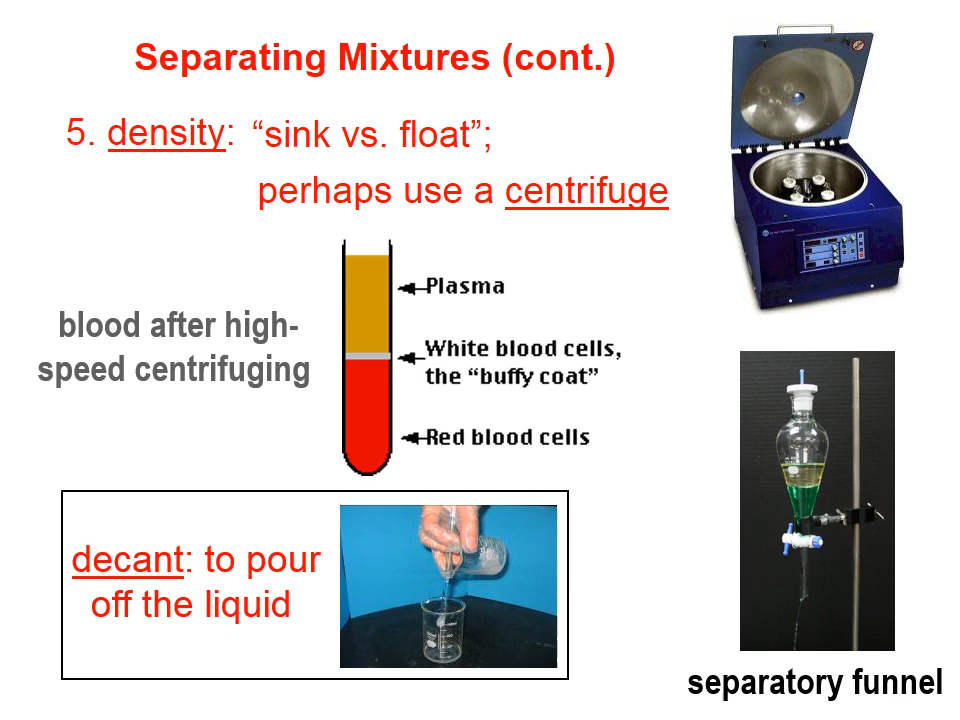 Separating Mixtures (cont.)
5. density: “sink vs. float”;
perhaps use a centrifuge
blood after high-
speed centrifuging
Plasma
White blood cells,
the “buffy coat”
Red blood cells
decant: to pour
off the liquid
separatory funnel